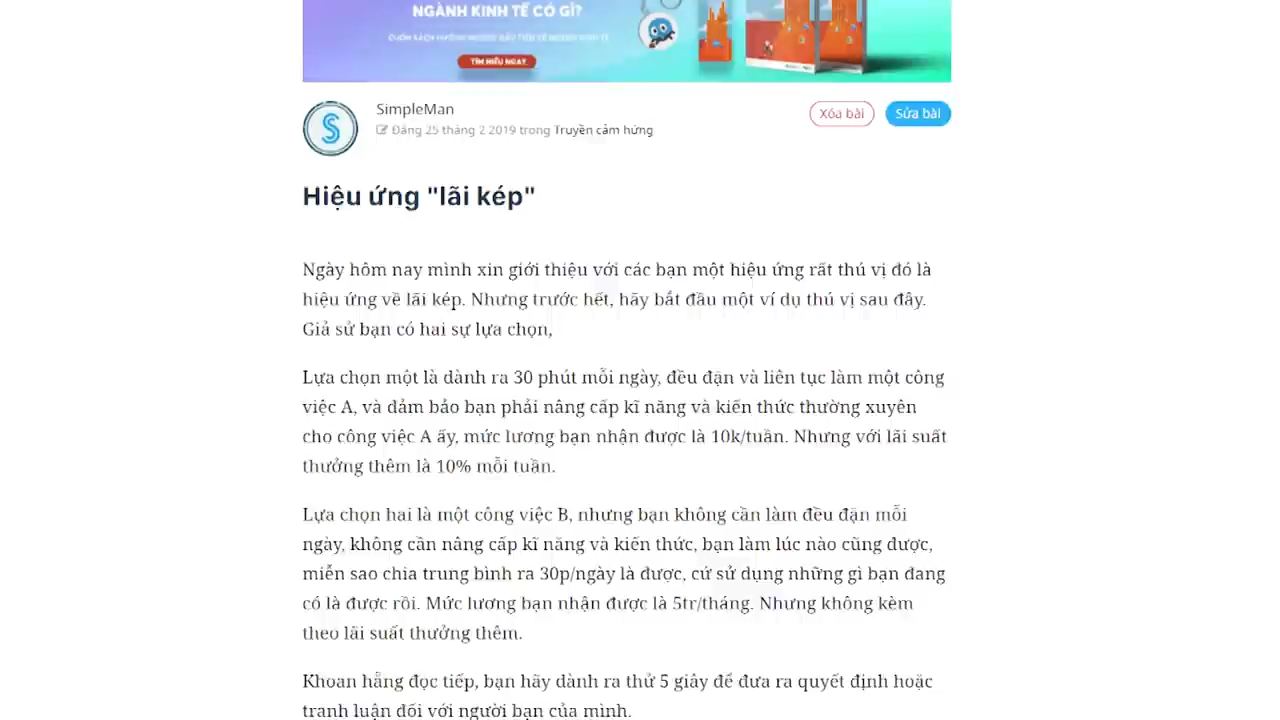 NGÀNH KINH TẾ CÓ GÌ?
TÌM HIỂU NGAY
SimpleMan
Đăng 25 tháng 2 2019 trong Truyền cảm hứng
Xóa bài
Sửa bài
Hiệu ứng "lãi kép"
Ngày hôm nay mình xin giới thiệu với các bạn một hiệu ứng rất thú vị đó là
hiệu ứng về lãi kép. Nhưng trước hết, hãy bắt đầu một ví dụ thú vị sau đây.
Giả sử bạn có hai sự lựa chọn,
Lựa chọn một là dành ra 30 phút mỗi ngày, đều đặn và liên tục làm một công
việc A, và đảm bảo bạn phải nâng cấp kĩ năng và kiến thức thường xuyên
cho công việc A ấy, mức lương bạn nhận được là 10k/tuần. Nhưng với lãi suất
thưởng thêm là 10% mỗi tuần.
Lựa chọn hai là một công việc B, nhưng bạn không cần làm đều đặn mỗi
ngày, không cần nâng cấp kĩ năng và kiến thức, bạn làm lúc nào cũng được,
miễn sao chia trung bình ra 30p/ngày là được, cứ sử dụng những gì bạn đang
có là được rồi. Mức lương bạn nhận được là 5tr/tháng. Nhưng không kèm
theo lãi suất thưởng thêm.
Khoan hẵng đọc tiếp, bạn hãy dành ra thử 5 giây để đưa ra quyết định hoặc
tranh luận đối với người bạn của mình.